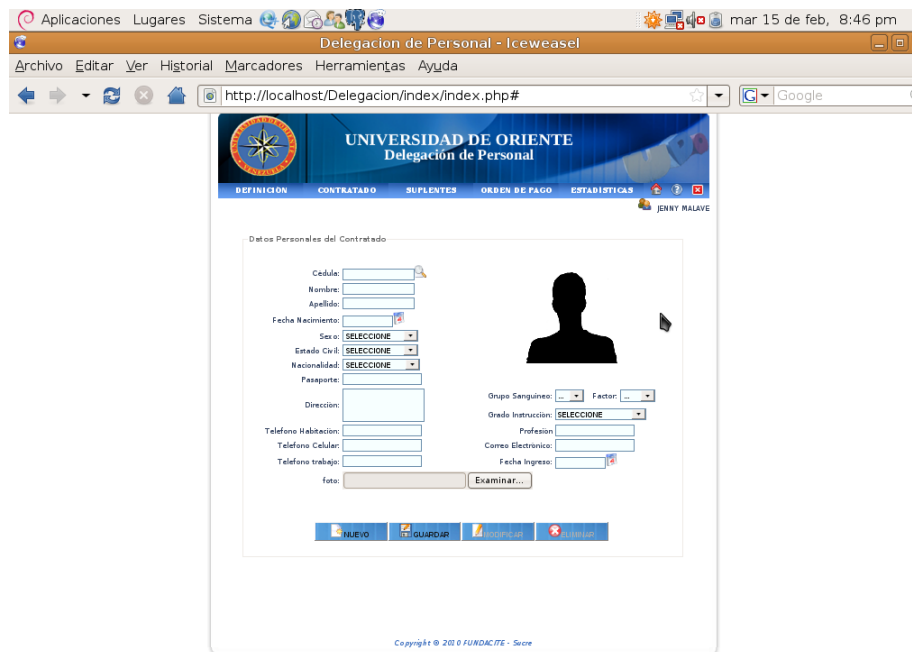 Aplicaciones Lugares Sistema mar 15 de feb, 8:46 pm
Delegacion de Personal - Iceweasel
Archivo Editar Ver Historial Marcadores Herramientas Ayuda
http://localhost/Delegacion/index/index.php# G Google
UNIVERSIDAD DE ORIENTE
Delegación de Personal
DEFINICIÓN CONTRATADO SUPLENTES ORDEN DE PAGO ESTADISTICAS
JENNY MALAVE
Datos Personales del Contratado
Cédula:
Nombre:
Apellido:
Fecha Nacimiento:
Sexo: SELECCIONE
Estado Civil: SELECCIONE
Nacionalidad: SELECCIONE
Pasaporte:
Grupo Sanguineo: ... Factor: ...
Dirección:
Grado Instrucción: SELECCIONE
Telefono Habitación: Profesión
Telefono Celular: Correo Electrónico:
Telefono trabajo: Fecha Ingreso:
foto: Examinar...
NUEVO GUARDAR MODIFICAR ELIMINAR
Copyright © 2010 FUNDACITE - Sucre